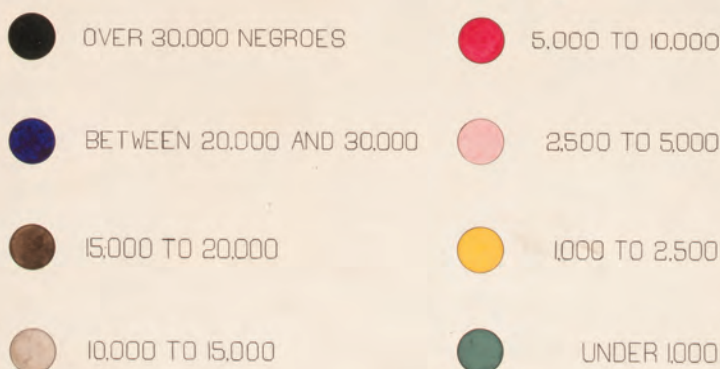 OVER 30.000 NEGROES
BETWEEN 20.000 AND 30.000
15.000 TO 20.000
10.000 TO 15.000
5.000 TO 10.000
2.500 TO 5.000
1.000 TO 2.500
UNDER 1.000